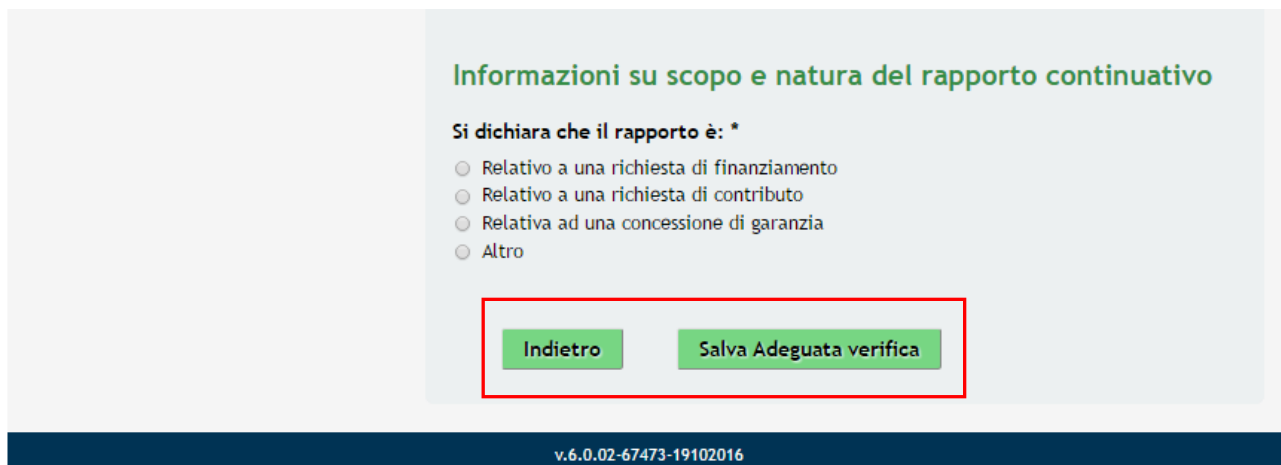 Informazioni su scopo e natura del rapporto continuativo
Si dichiara che il rapporto è: *
Relativo a una richiesta di finanziamento
Relativo a una richiesta di contributo
Relativa ad una concessione di garanzia
Altro
Indietro Salva Adeguata verifica
v.6.0.02-67473-19102016